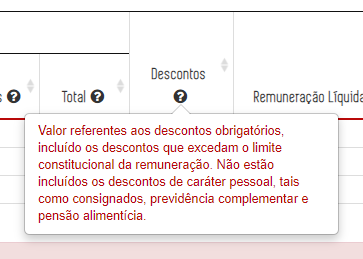 Descontos
s Total Remuneração Líquida
Valor referentes aos descontos obrigatórios,
incluído os descontos que excedam o limite
constitucional da remuneração. Não estão
incluídos os descontos de caráter pessoal, tais
como consignados, previdência complementar e
pensão alimentícia.